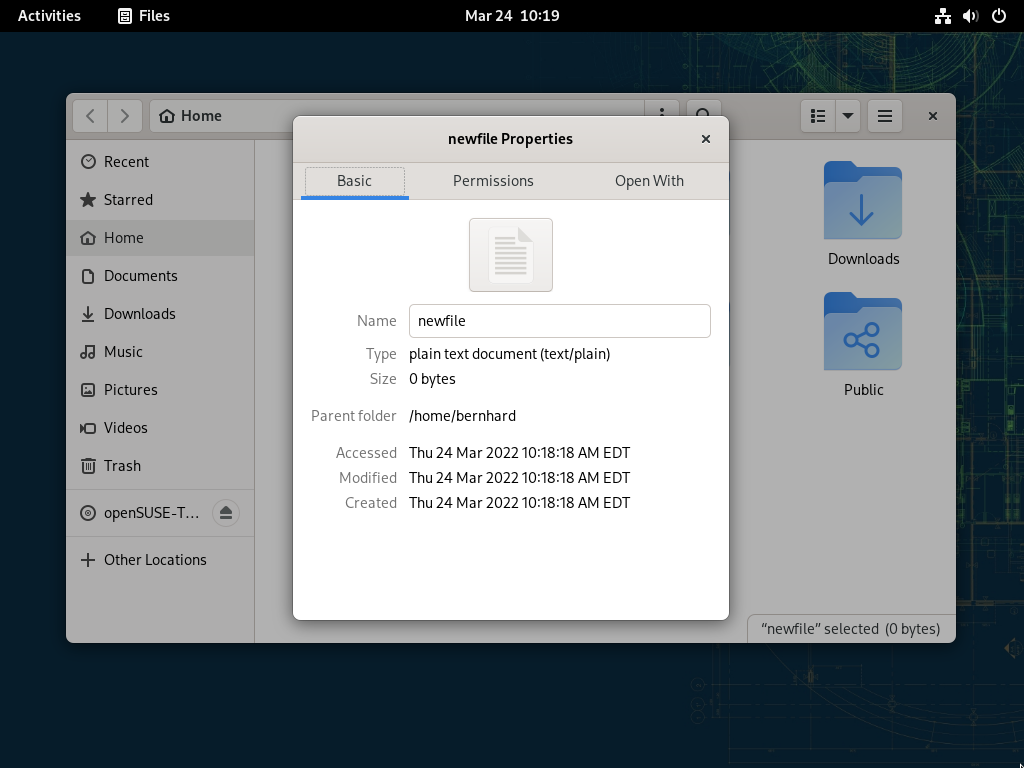 Activities Files Mar 24 10:19
Home
newfile Properties
Basic Permissions Open With
Recent
Starred
Home
Documents
Downloads
Music
Pictures
Videos
Trash
openSUSE-T...
Other Locations
Name newfile
Type plain text document (text/plain)
Size 0 bytes
Parent folder /home/bernhard
Accessed Thu 24 Mar 2022 10:18:18 AM EDT
Modified Thu 24 Mar 2022 10:18:18 AM EDT
Created Thu 24 Mar 2022 10:18:18 AM EDT
Downloads
Public
“newfile” selected (0 bytes)